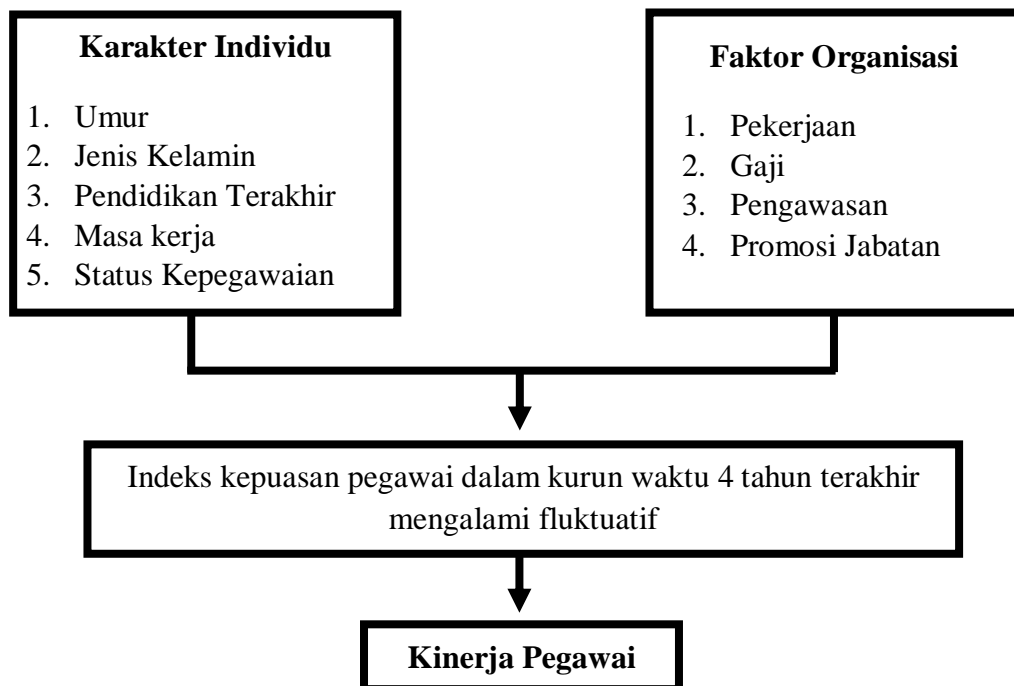 Karakter Individu
1. Umur
2. Jenis Kelamin
3. Pendidikan Terakhir
4. Masa kerja
5. Status Kepegawaian
Faktor Organisasi
1. Pekerjaan
2. Gaji
3. Pengawasan
4. Promosi Jabatan
Indeks kepuasan pegawai dalam kurun waktu 4 tahun terakhir
mengalami fluktuatif
Kinerja Pegawai